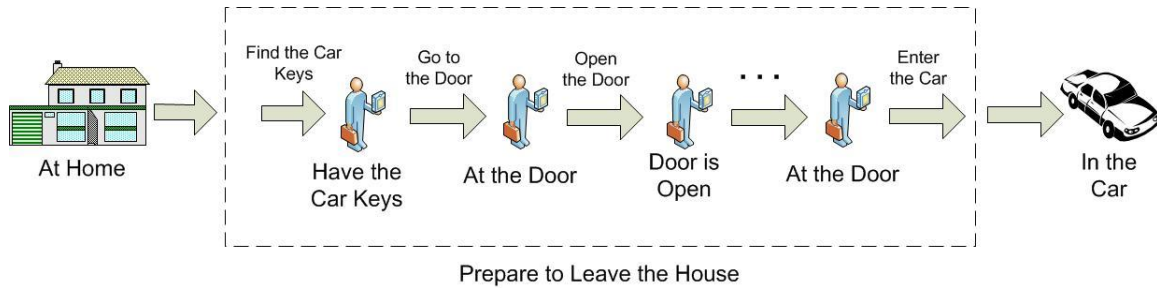 At Home
Find the Car
Keys
Have the
Car Keys
Go to
the Door
At the Door
Open
the Door
Door is
Open
. . .
At the Door
Enter
the Car
In the
Car
Prepare to Leave the House